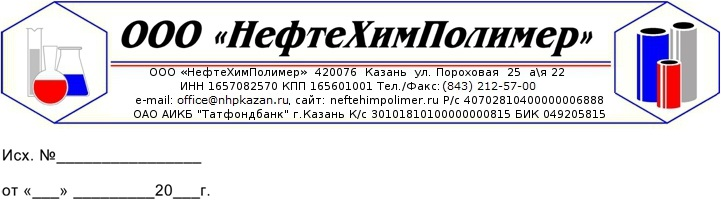 ООО «НефтеХимПолимер»
ООО «НефтеХимПолимер» 420076 Казань ул. Пороховая 25 а\я 22
ИНН 1657082570 КПП 165601001 Тел./Факс: (843) 212-57-00
e-mail: office@nhpkazan.ru, сайт: neftehimpolimer.ru Р/с 40702810400000006888
ОАО АИКБ "Татфондбанк" г.Казань К/с 30101810100000000815 БИК 049205815
Исх. №________________
от «___» _________20___г.